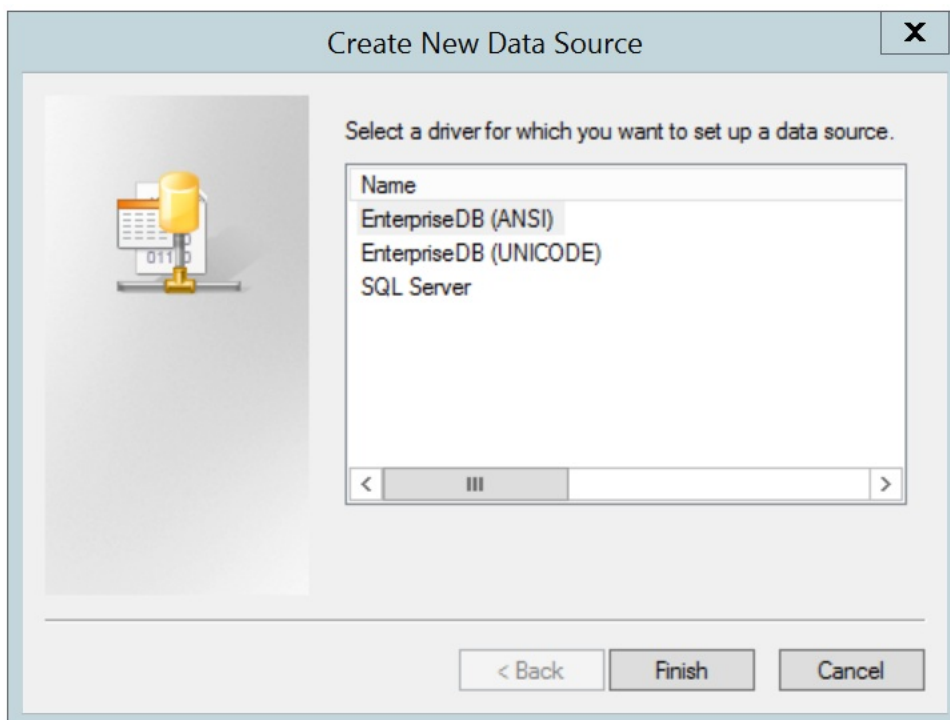 Create New Data Source
X
Select a driver for which you want to set up a data source.
Name
EnterpriseDB (ANSI)
EnterpriseDB (UNICODE)
SQL Server
< Back
Finish
Cancel